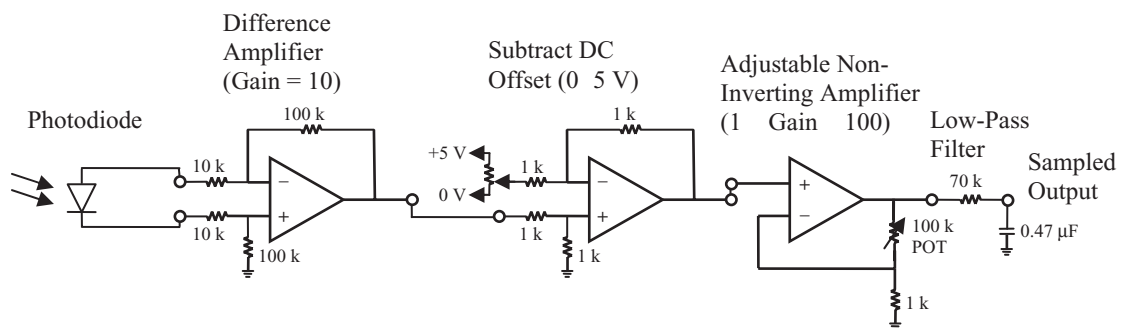 Difference
Amplifier
(Gain = 10)
Subtract DC
Offset (0 5 V)
Adjustable Non-
Inverting Amplifier
(1 Gain 100)
Low-Pass
Filter
Sampled
Output
Photodiode
100 k
10 k
−
+
10 k
100 k
+5 V
0 V
1 k
1 k
−
+
1 k
1 k
+
−
100 k
POT
1 k
70 k
0.47 μF